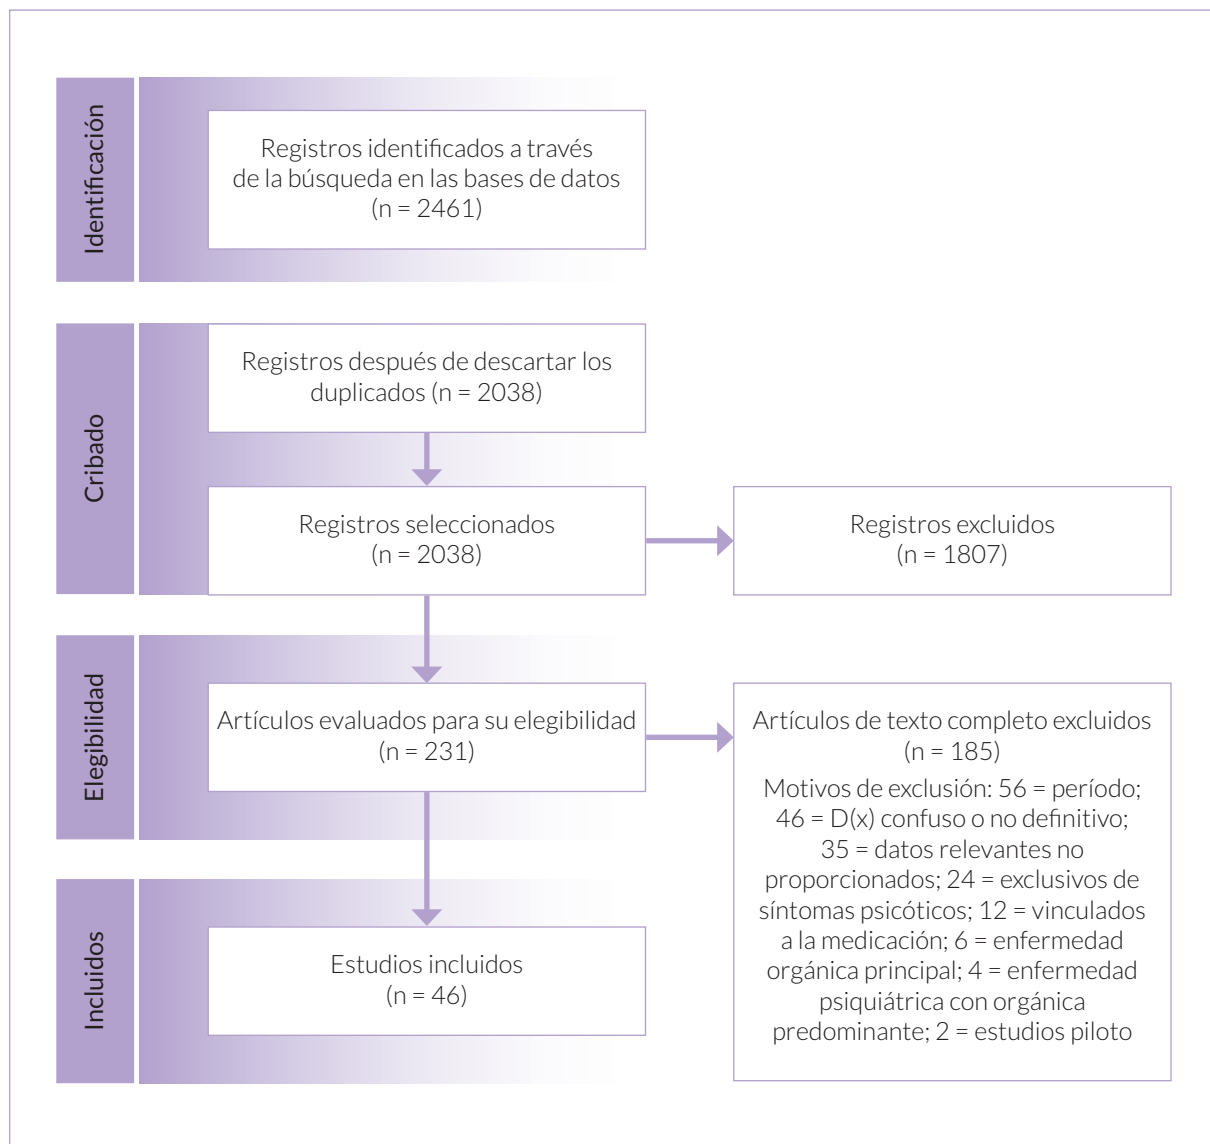 Identificación
Registros identificados a través
de la búsqueda en las bases de datos
(n = 2461)
Cribado
Registros después de descartar los
duplicados (n = 2038)
Registros seleccionados
(n = 2038)
Registros excluidos
(n = 1807)
Elegibilidad
Artículos evaluados para su elegibilidad
(n = 231)
Artículos de texto completo excluidos
(n = 185)
Motivos de exclusión: 56 = período;
46 = D(x) confuso o no definitivo;
35 = datos relevantes no
proporcionados; 24 = exclusivos de
síntomas psicóticos; 12 = vinculados
a la medicación; 6 = enfermedad
orgánica principal; 4 = enfermedad
psiquiátrica con orgánica
predominante; 2 = estudios piloto
Incluidos
Estudios incluidos
(n = 46)